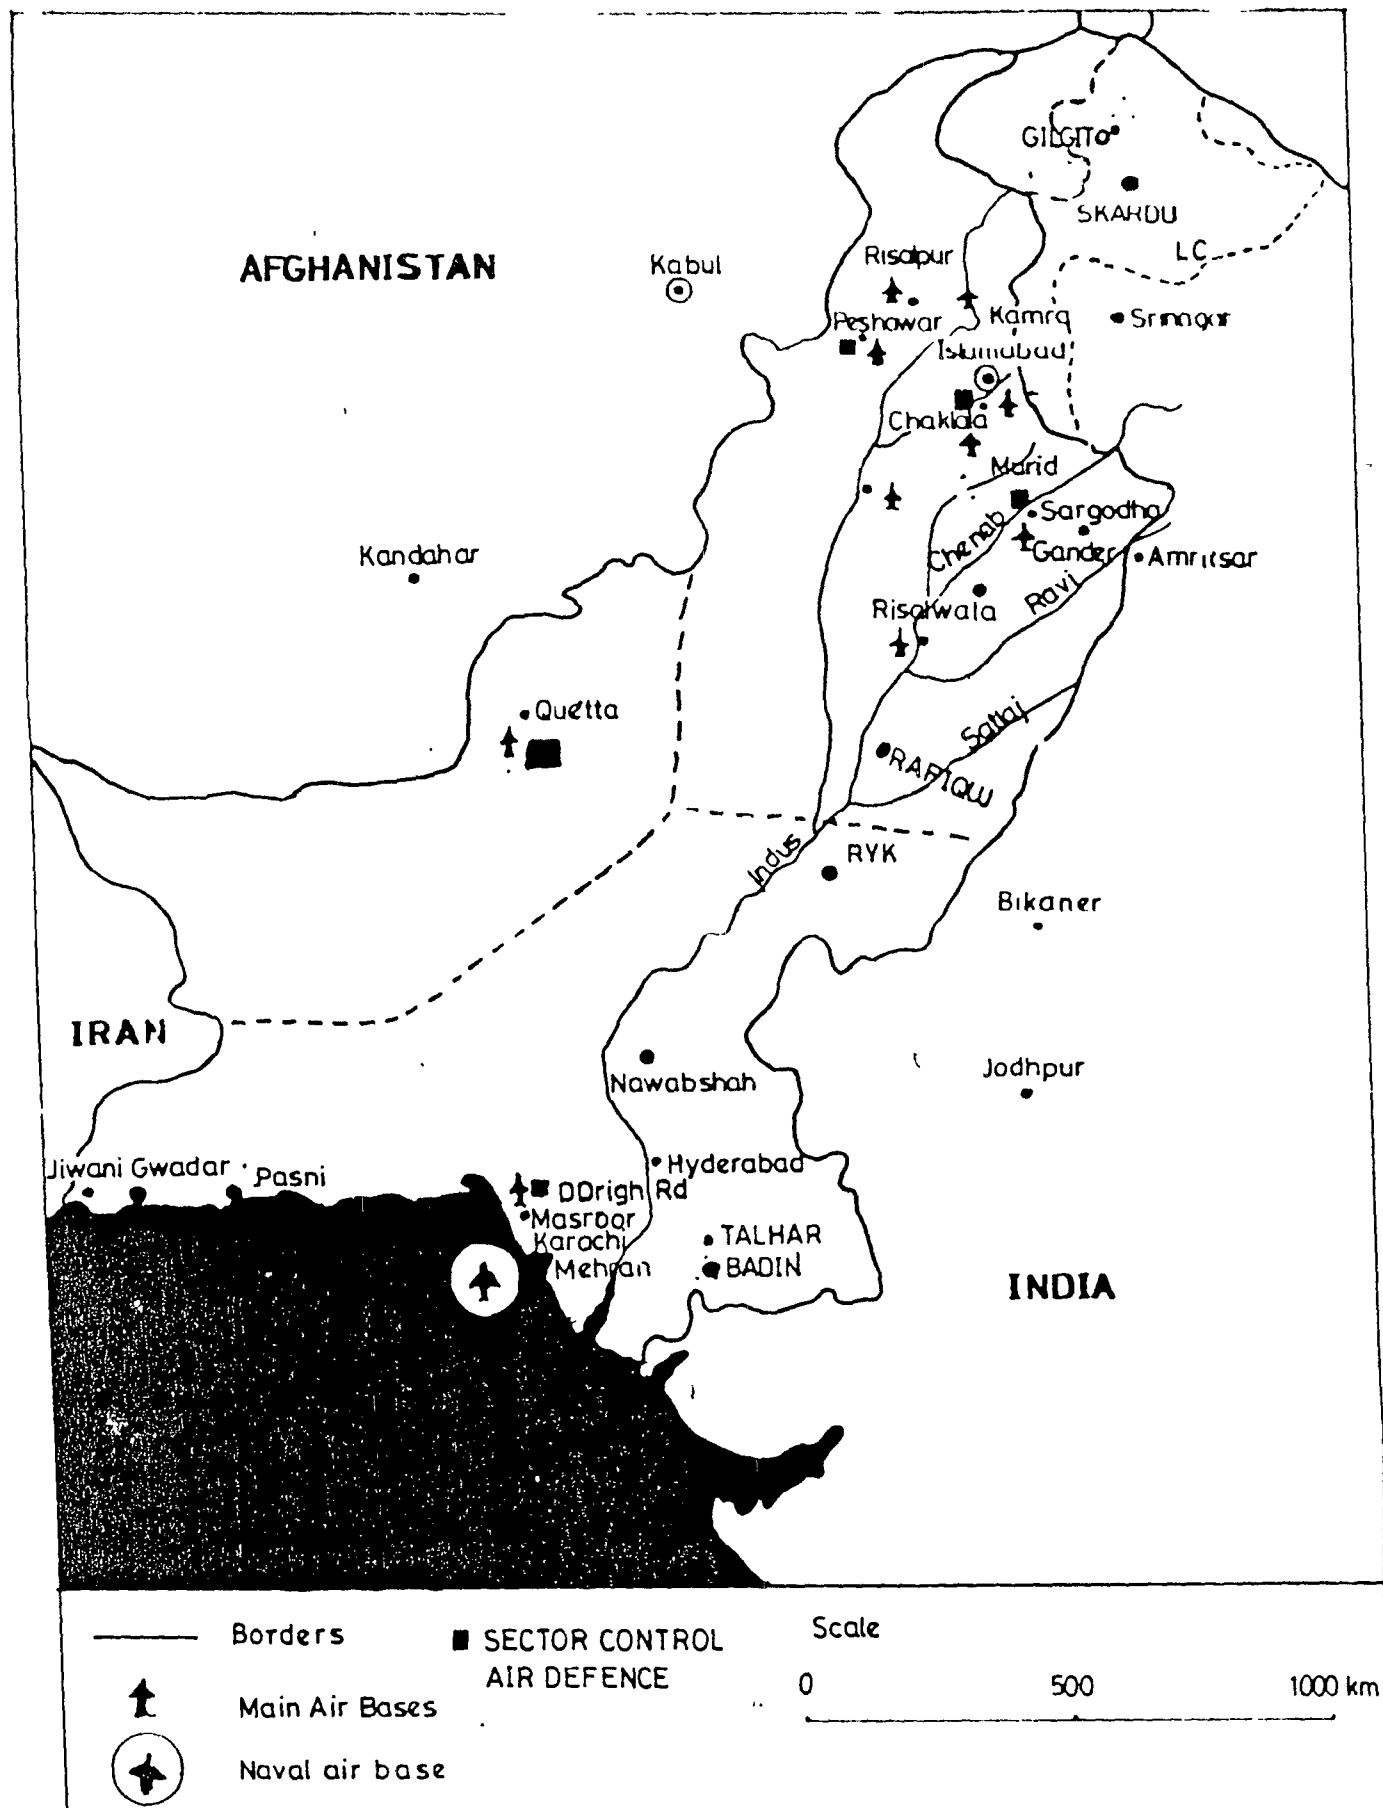 GILGIT
SKARDU
LC
Risalpur
AFGHANISTAN
Kabul
Peshawar
Kamra
Srinagar
Islamabad
Chaklala
Murid
Sargodha
Chenab
Gander
Amritsar
Kandahar
Ravi
Risalwala
Quetta
Satlaj
RAFIQUI
Indus
RYK
Bikaner
IRAN
Jodhpur
Nawabshah
Jiwani Gwadar
Pasni
Hyderabad
DDrigh Rd
Masroor
Karachi
Mehran
TALHAR
BADIN
INDIA
Borders
SECTOR CONTROL
AIR DEFENCE
Scale
0 500 1000 km
Main Air Bases
Naval air base